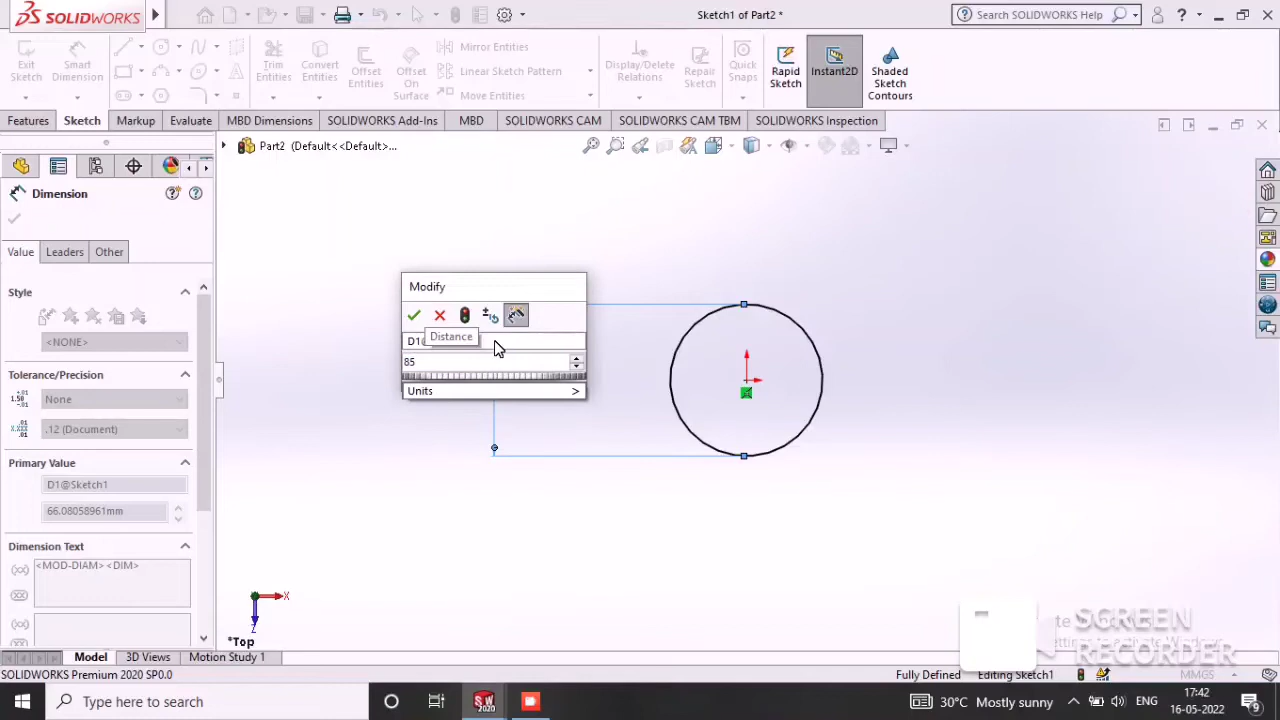 SOLIDWORKS
Sketch1 of Part2 *
Search SOLIDWORKS Help
Exit Sketch
Smart Dimension
Trim Entities
Convert Entities
Offset Entities
Offset On Surface
Mirror Entities
Linear Sketch Pattern
Move Entities
Display/Delete Relations
Repair Sketch
Quick Snaps
Rapid Sketch
Instant2D
Shaded Sketch Contours
Features
Sketch
Markup
Evaluate
MBD Dimensions
SOLIDWORKS Add-Ins
MBD
SOLIDWORKS CAM
SOLIDWORKS CAM TBM
SOLIDWORKS Inspection
Part2 (Default<<Default>...
Dimension
Value
Leaders
Other
Style
<NONE>
Tolerance/Precision
None
.12 (Document)
Primary Value
D1@Sketch1
66.08058961mm
Dimension Text
<MOD-DIAM> <DIM>
Modify
Distance
85
Units >
X
Z
*Top
SCREEN
RECORDER
Model
3D Views
Motion Study 1
SOLIDWORKS Premium 2020 SP0.0
Fully Defined
Editing Sketch1
MMGS
Type here to search
30°C Mostly sunny
ENG
17:42
16-05-2022